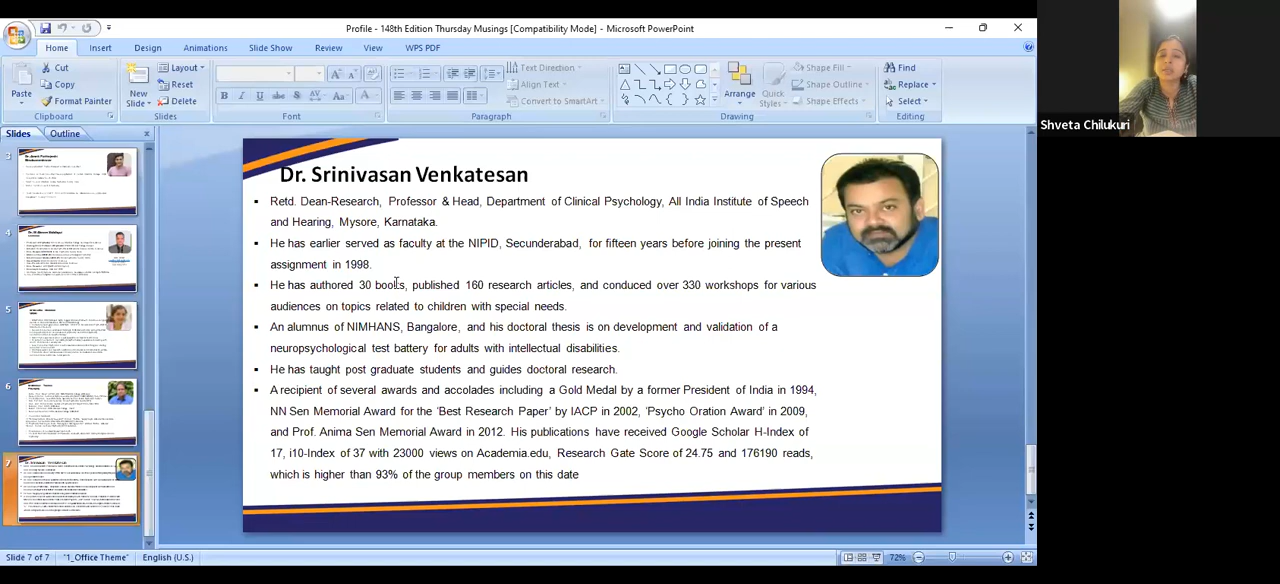 Profile - 148th Edition Thursday Musings [Compatibility Mode] - Microsoft PowerPoint
Home Insert Design Animations Slide Show Review View WPS PDF
Paste
Cut
Copy
Format Painter
Clipboard
New
Slide
Layout
Reset
Delete
Slides
Font
Text Direction
Align Text
Convert to SmartArt
Paragraph
Arrange
Quick
Styles
Shape Fill
Shape Outline
Shape Effects
Drawing
Find
Replace
Select
Editing
Shveta Chilukuri
Slides Outline
3
4
5
6
7
Dr. Srinivasan Venkatesan
Retd. Dean-Research, Professor & Head, Department of Clinical Psychology, All India Institute of Speech
and Hearing, Mysore, Karnataka.
He has earlier served as faculty at the NIMD, Secunderabad, for fifteen years before joining the present
assignment in 1998.
He has authored 30 books, published 160 research articles, and conducted over 330 workshops for various
audiences on topics related to children with special needs.
An alumnus of NIMHANS, Bangalore, and his doctoral thesis is on development and validation of a
neuropsychological test battery for adult intellectual disabilities.
He has taught post graduate students and guides doctoral research.
A recipient of several awards and accolades including a Gold Medal by a former President of India in 1994,
NN Sen Memorial Award for the 'Best Research Paper' by IACP in 2002, 'Psycho Oration Award' in 2009,
and Prof Anima Sen Memorial Award in 2012. His publications have received Google Scholar H-Index of
17, i10-Index of 37 with 23000 views on Academia.edu, Research Gate Score of 24.75 and 178790 reads,
which is higher than 93% of the group users as on this date
Slide 7 of 7 "1_Office Theme" English (U.S.) 72%